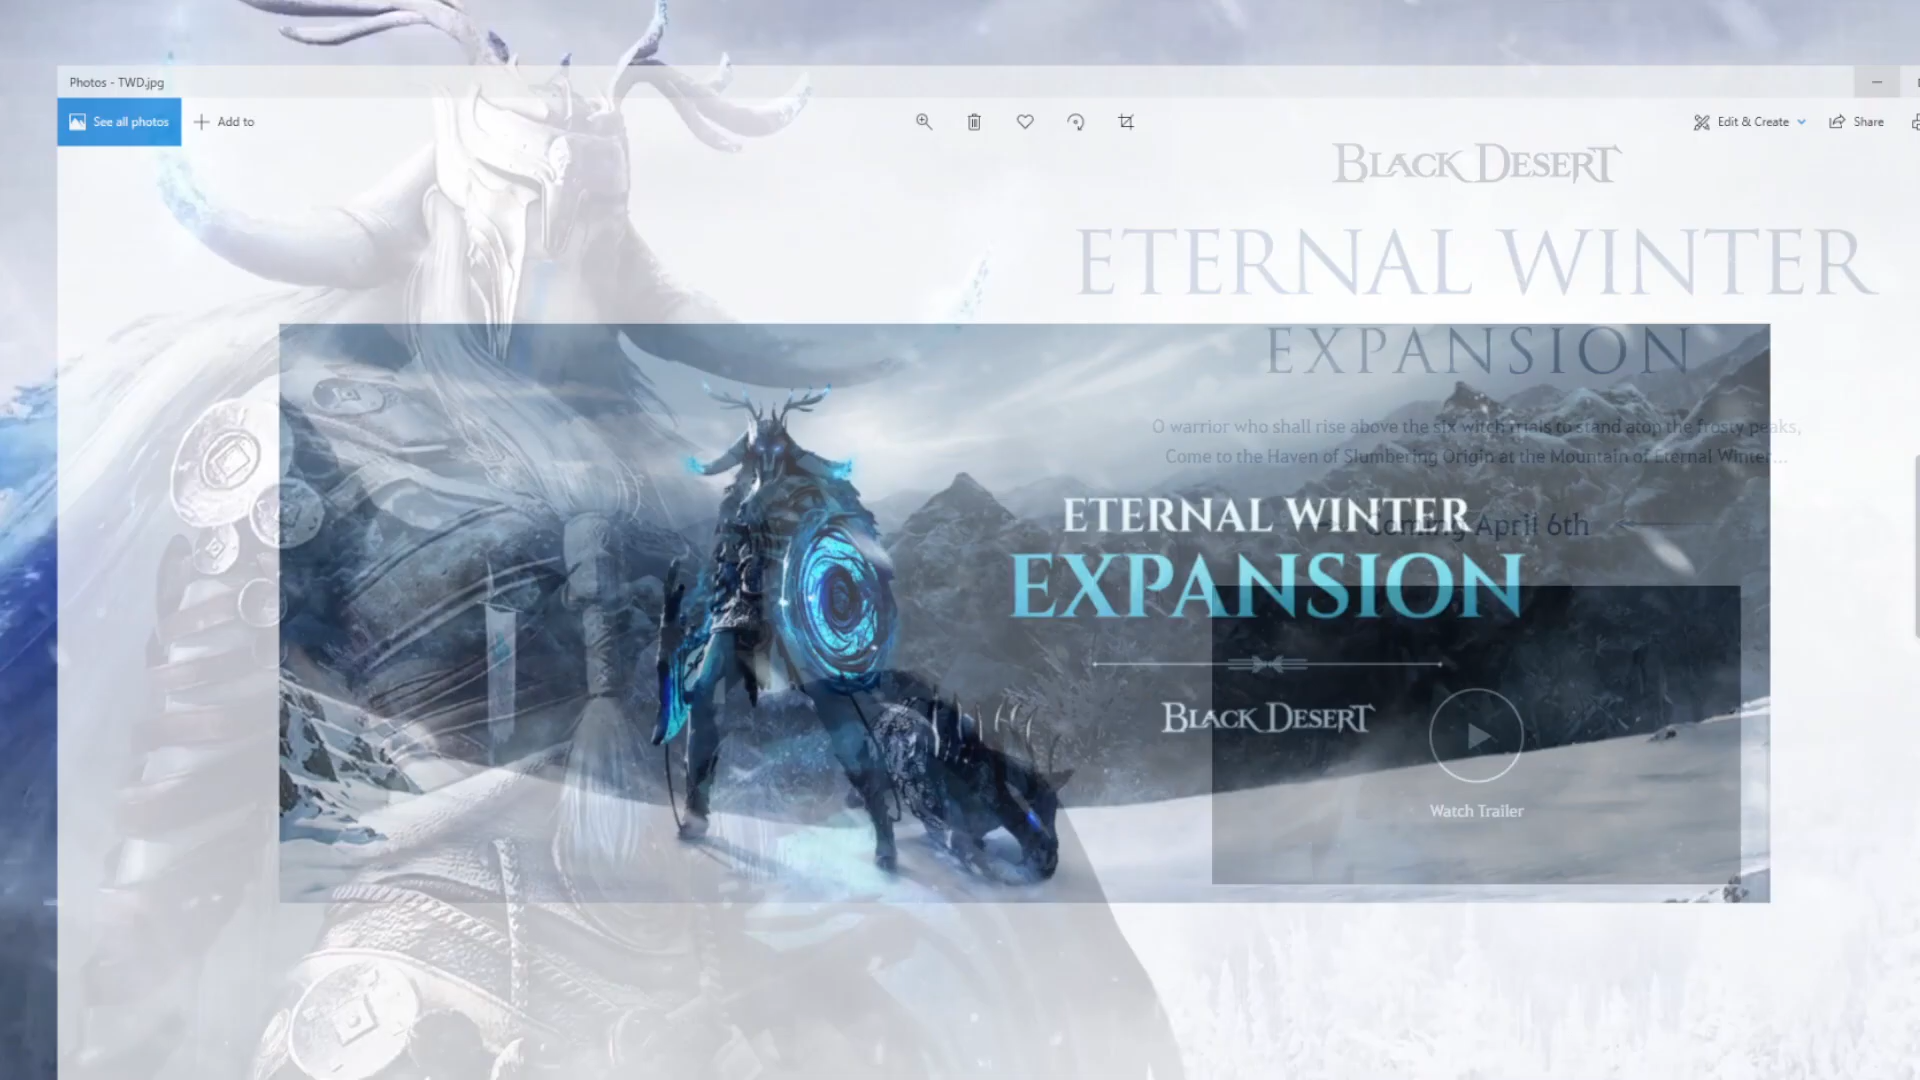 Photos - TWD.jpg
See all photos
Add to
Edit & Create
Share
BLACK DESERT
ETERNAL WINTER
EXPANSION
O warrior who shall rise above the six witch trials to stand atop the frosty peaks,
Come to the Haven of Slumbering Origin at the Mountain of Eternal Winter...
Coming April 6th
ETERNAL WINTER
EXPANSION
BLACK DESERT
Watch Trailer